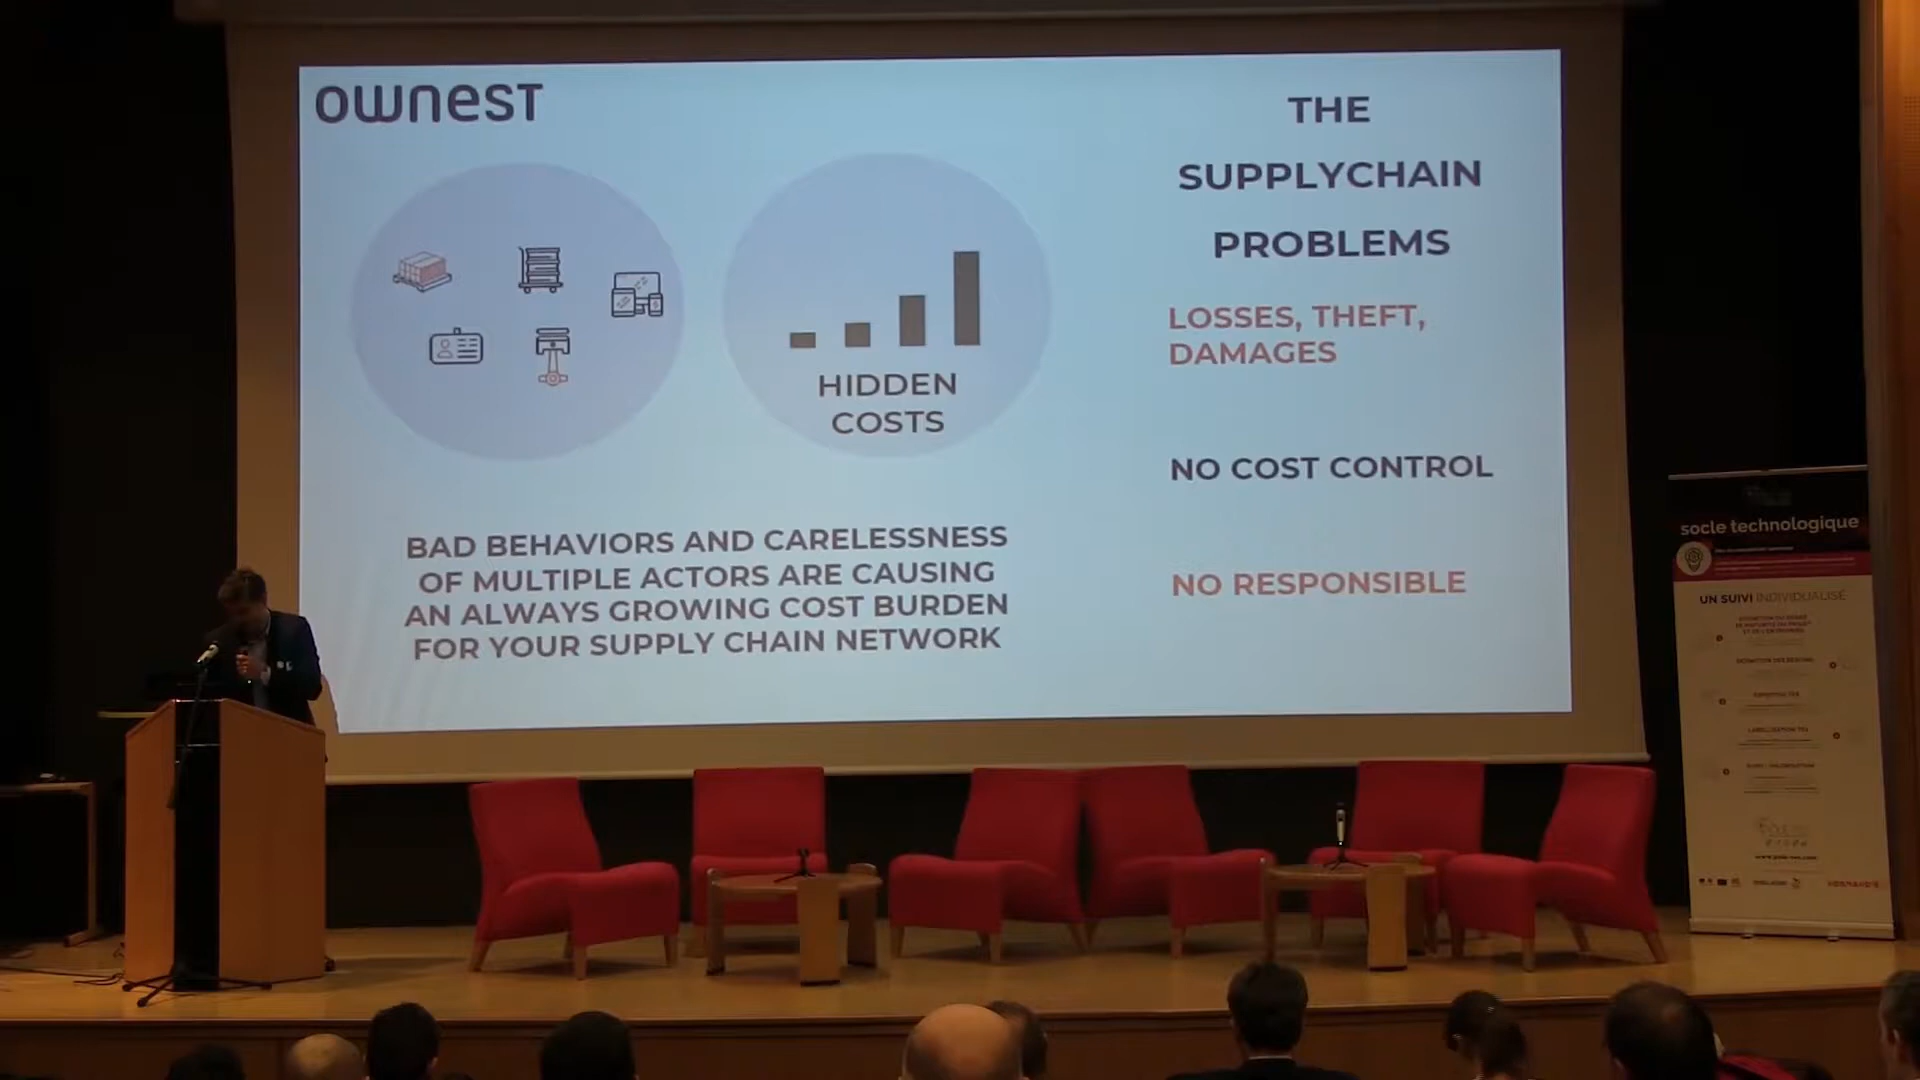 OWNEST
HIDDEN
COSTS
BAD BEHAVIORS AND CARELESSNESS
OF MULTIPLE ACTORS ARE CAUSING
AN ALWAYS GROWING COST BURDEN
FOR YOUR SUPPLY CHAIN NETWORK
THE
SUPPLYCHAIN
PROBLEMS
LOSSES, THEFT,
DAMAGES
NO COST CONTROL
NO RESPONSIBLE
socle technologique
UN SUIVI INDIVIDUALISÉ